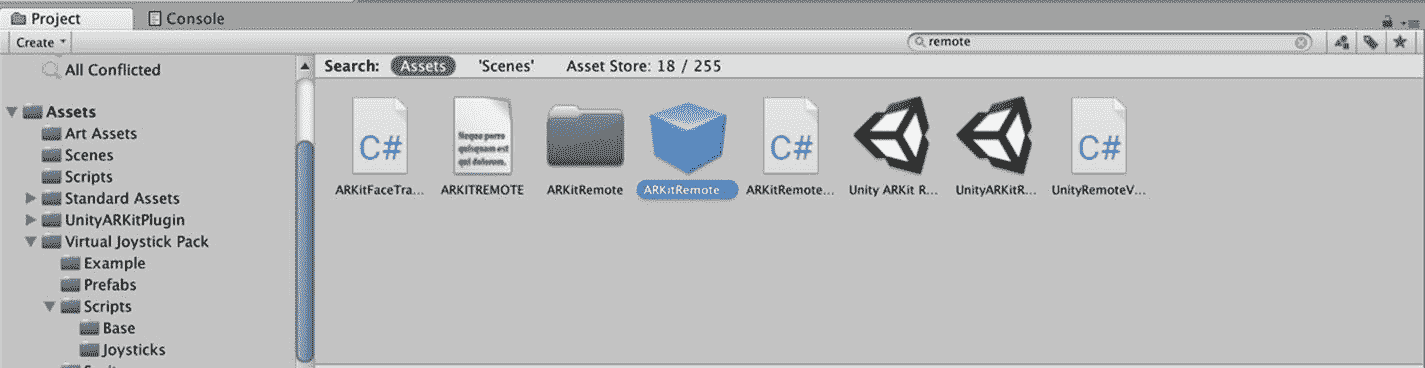 Project Console
Create remote
All Conflicted
Search: Assets 'Scenes' Asset Store: 18 / 255
Assets
Art Assets
Scenes
Scripts
Standard Assets
UnityARKitPlugin
Virtual Joystick Pack
Example
Prefabs
Scripts
Base
Joysticks
C#
Neque porro
quisquam est
qui dolorem.
C#
C#
ARKitFaceTra... ARKITREMOTE ARKitRemote ARKitRemote ARKitRemote... Unity ARKit R... UnityARKitR... UnityRemoteV...